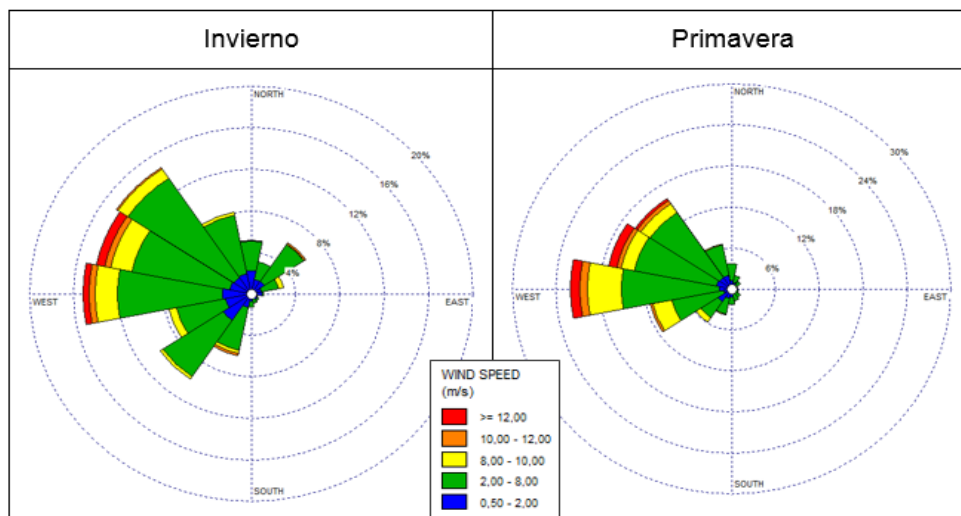 Invierno
Primavera
NORTH
20%
16%
12%
8%
4%
WEST
EAST
SOUTH
NORTH
30%
24%
18%
12%
6%
WEST
EAST
SOUTH
WIND SPEED
(m/s)
>= 12,00
10,00 - 12,00
8,00 - 10,00
2,00 - 8,00
0,50 - 2,00